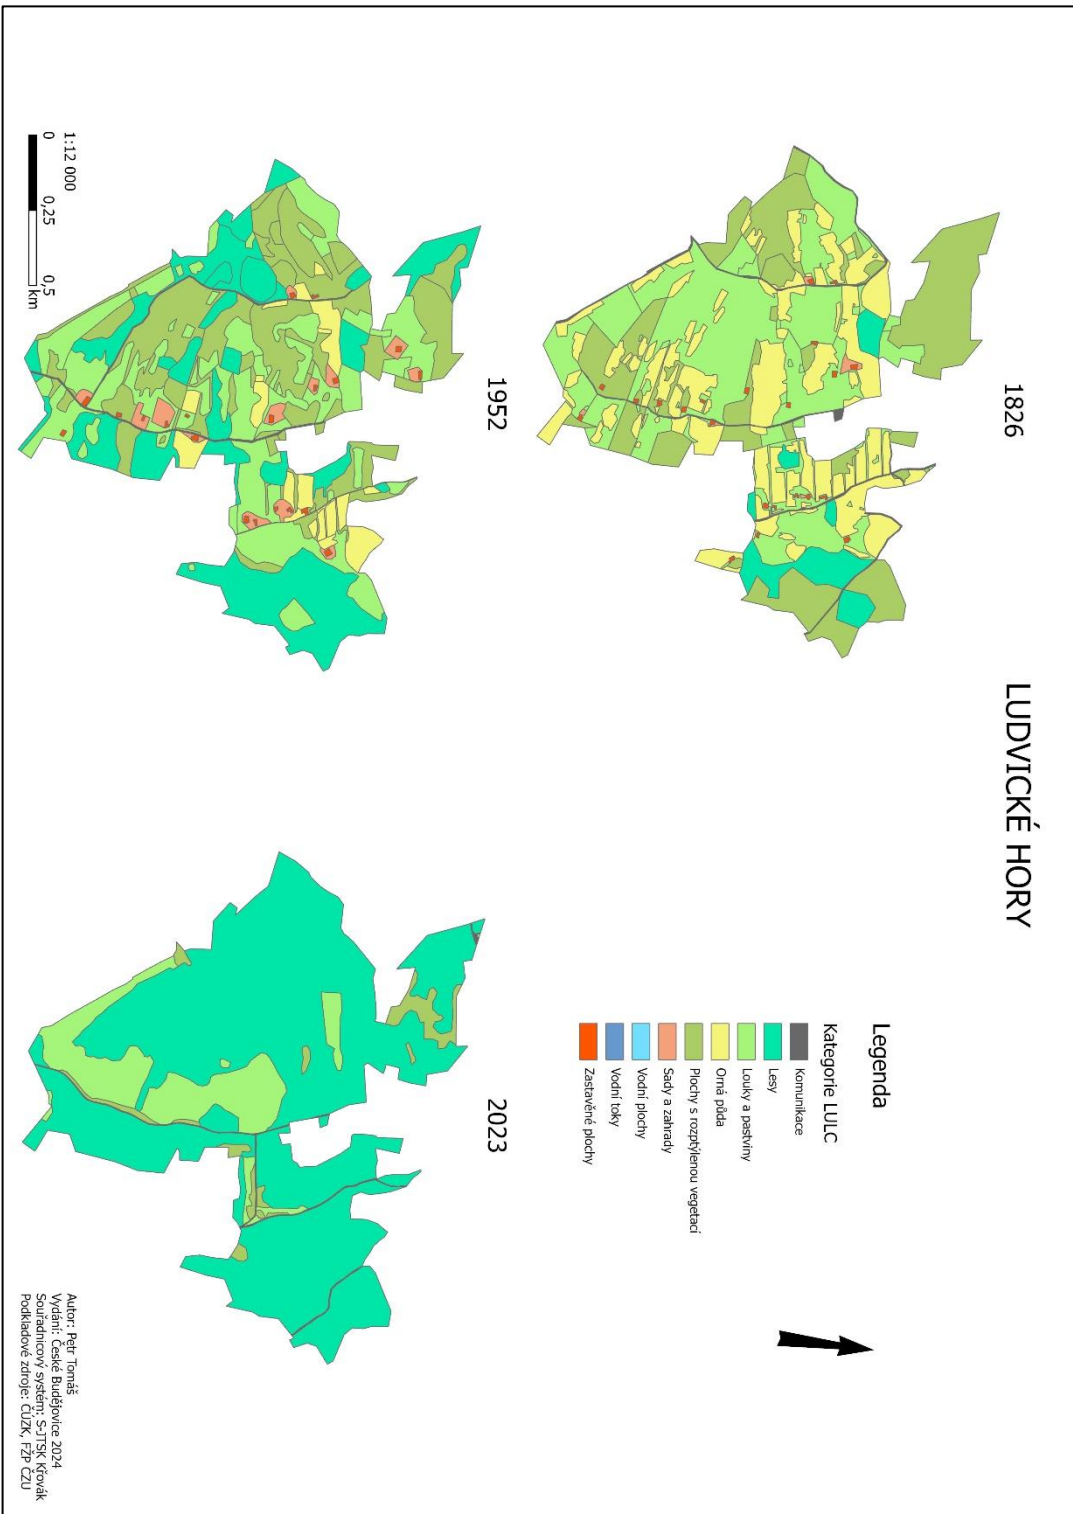 LUDVICKÉ HORY
1826
1952
2023
Legenda
Kategorie LULC
Komunikace
Lesy
Louky a pastviny
Orná půda
Plochy s rozptýlenou vegetací
Sady a zahrady
Vodní plochy
Vodní toky
Zastavěné plochy
1:12 000
0 0,25 0,5
km
Autor: Petr Tomáš
Vydání: České Budějovice 2024
Souřadnicový systém: S-JTSK Křovák
Podkladové zdroje: ČÚZK, FŽP ČZU